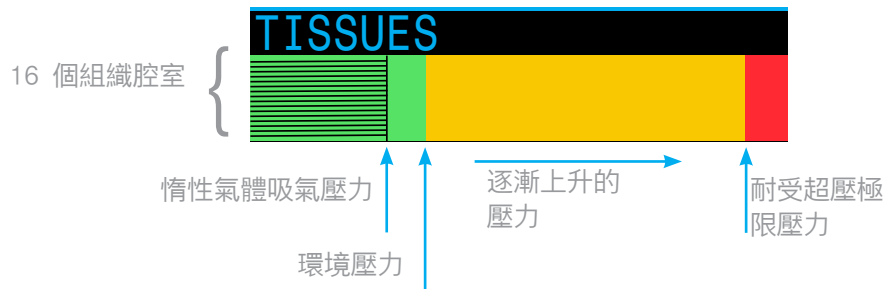 TISSUES
16 個組織腔室
惰性氣體吸氣壓力
逐漸上升的
壓力
耐受超壓極
限壓力
環境壓力